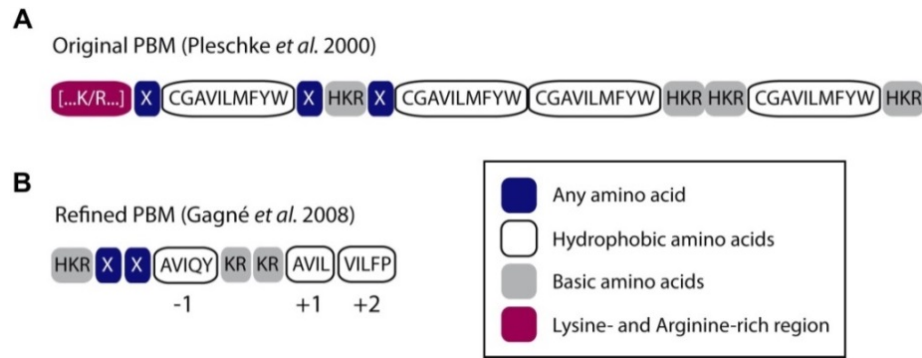 A
Original PBM (Pleschke et al. 2000)
[...K/R...] X CGAVILMFYW X HKR X CGAVILMFYW CGAVILMFYW HKR HKR CGAVILMFYW HKR
B
Refined PBM (Gagné et al. 2008)
HKR X X AVIQY KR KR AVIL VILFP
-1 +1 +2
Any amino acid
Hydrophobic amino acids
Basic amino acids
Lysine- and Arginine-rich region